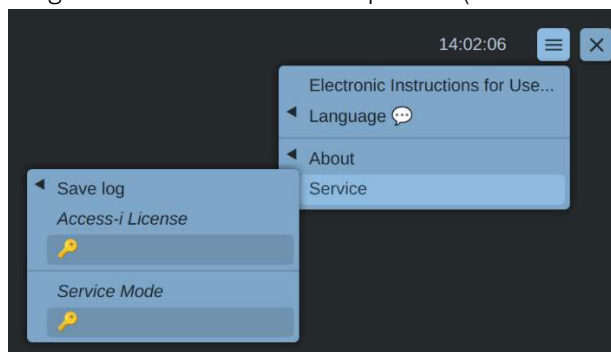 14:02:06
Electronic Instructions for Use...
Language
About
Service
Save log
Access-i License
Service Mode